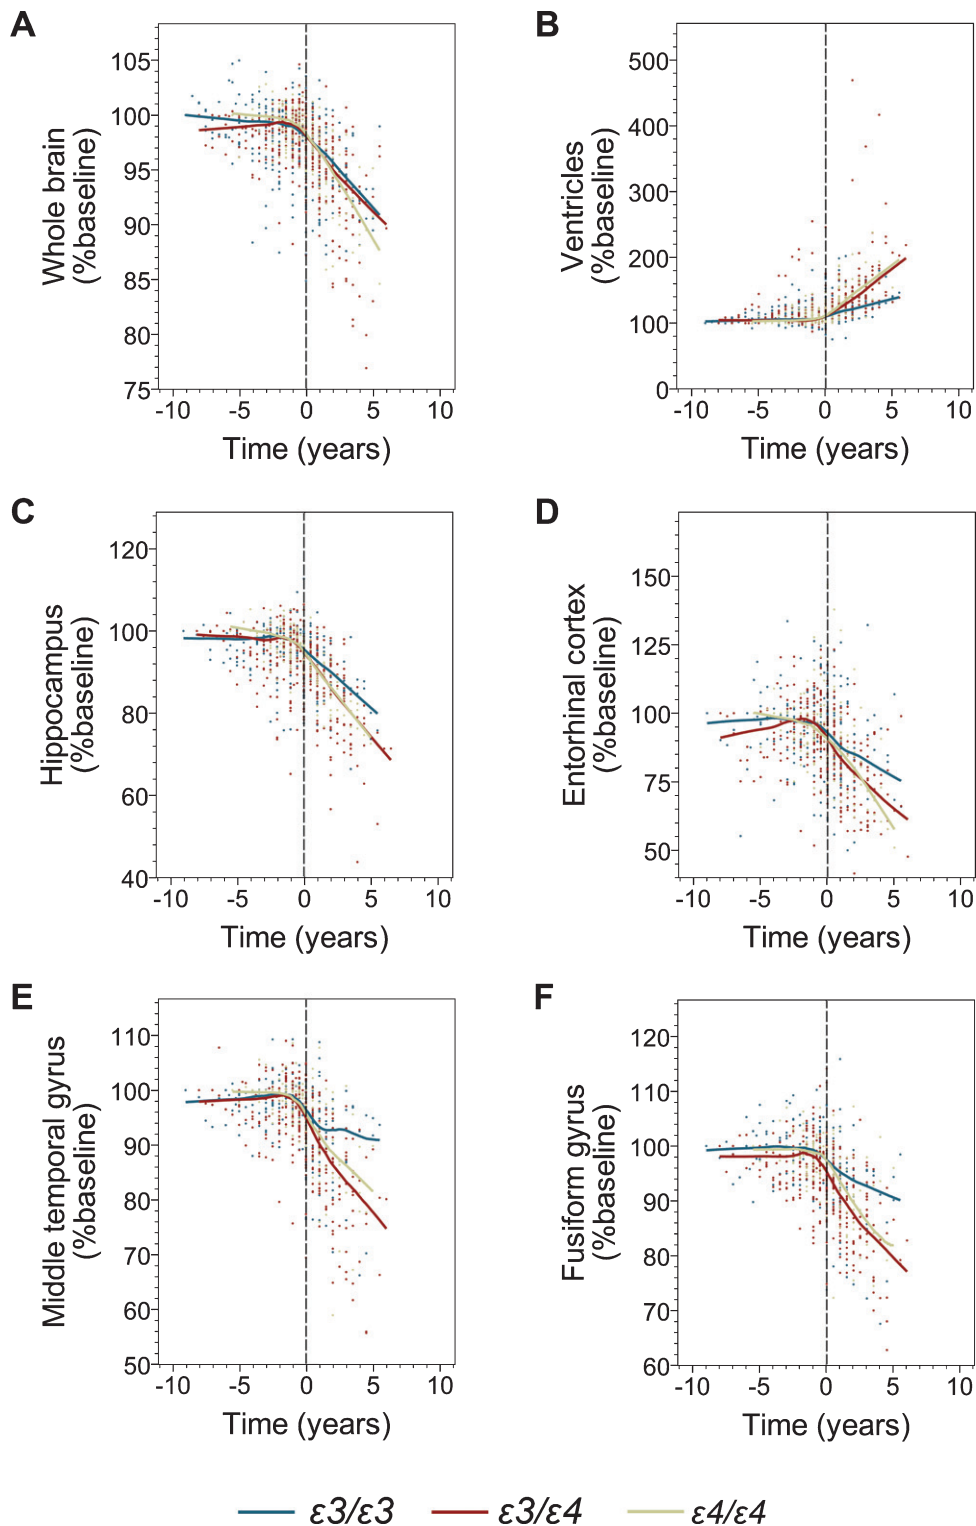 A
Whole brain
(%baseline)
105
100
95
90
85
80
75
-10 -5 0 5 10
Time (years)
B
Ventricles
(%baseline)
500
400
300
200
100
0
-10 -5 0 5 10
Time (years)
C
Hippocampus
(%baseline)
120
100
80
60
40
-10 -5 0 5 10
Time (years)
D
Entorhinal cortex
(%baseline)
150
125
100
75
50
-10 -5 0 5 10
Time (years)
E
Middle temporal gyrus
(%baseline)
110
100
90
80
70
60
50
-10 -5 0 5 10
Time (years)
F
Fusiform gyrus
(%baseline)
120
110
100
90
80
70
60
-10 -5 0 5 10
Time (years)
ε3/ε3 ε3/ε4 ε4/ε4